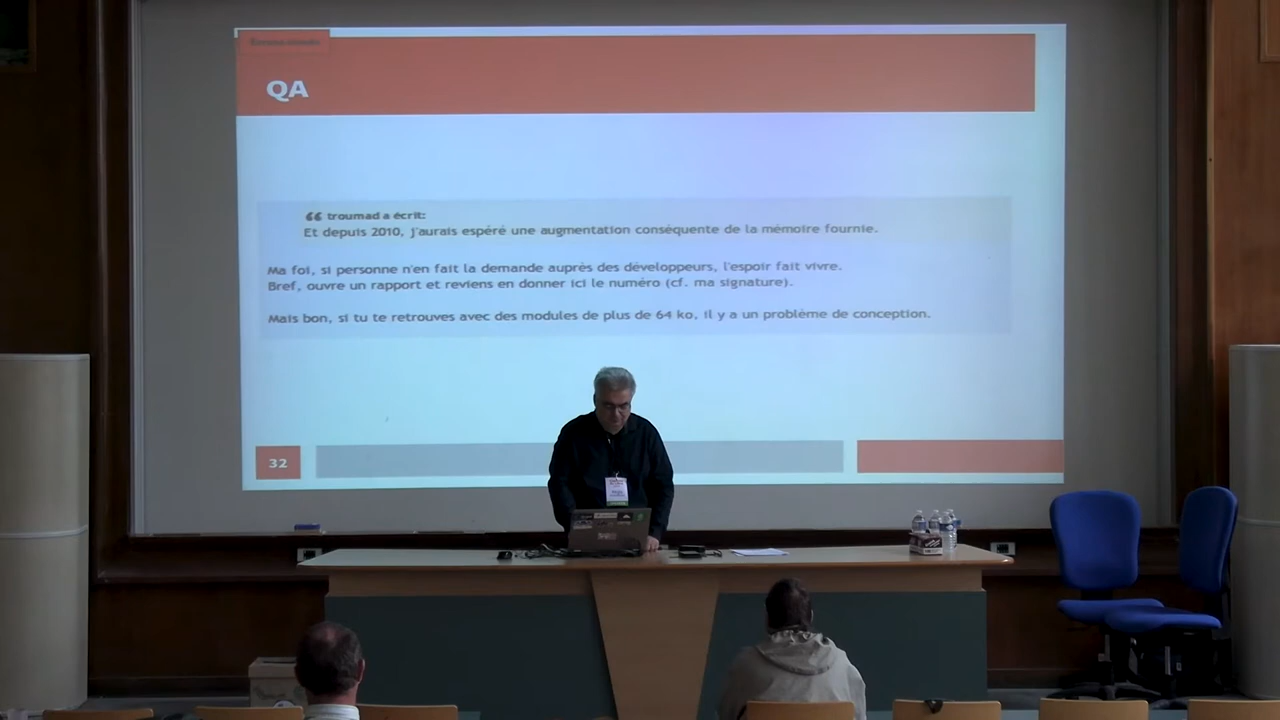 QA
❝ troumad a écrit:
Et depuis 2010, j'aurais espéré une augmentation conséquente de la mémoire fournie.
Ma foi, si personne n'en fait la demande auprès des développeurs, l'espoir fait vivre.
Bref, ouvre un rapport et reviens en donner ici le numéro (cf. ma signature).
Mais bon, si tu te retrouves avec des modules de plus de 64 ko, il y a un problème de conception.
32